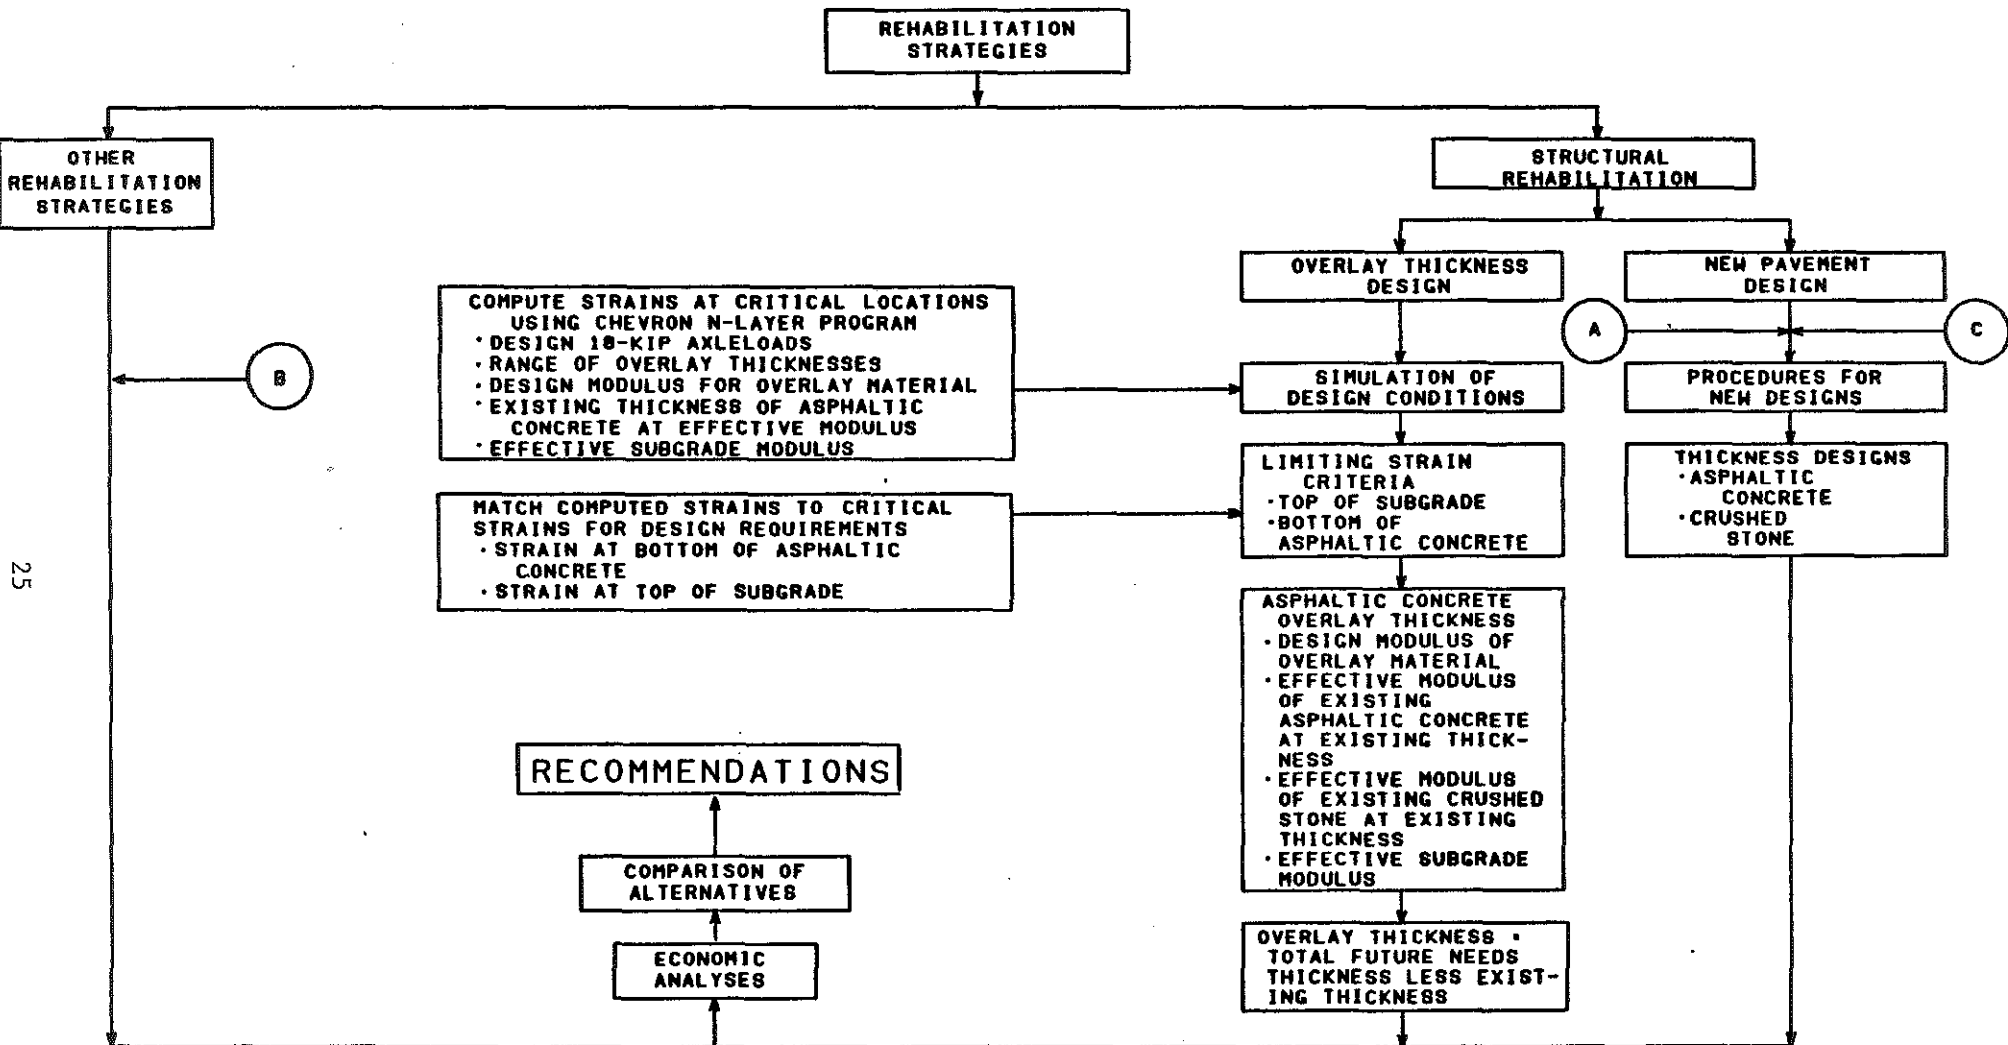 REHABILITATION
STRATEGIES
OTHER
REHABILITATION
STRATEGIES
STRUCTURAL
REHABILITATION
OVERLAY THICKNESS
DESIGN
NEW PAVEMENT
DESIGN
A
C
B
COMPUTE STRAINS AT CRITICAL LOCATIONS
USING CHEVRON N-LAYER PROGRAM
·DESIGN 18-KIP AXLELOADS
·RANGE OF OVERLAY THICKNESSES
·DESIGN MODULUS FOR OVERLAY MATERIAL
·EXISTING THICKNESS OF ASPHALTIC
CONCRETE AT EFFECTIVE MODULUS
·EFFECTIVE SUBGRADE MODULUS
SIMULATION OF
DESIGN CONDITIONS
PROCEDURES FOR
NEW DESIGNS
MATCH COMPUTED STRAINS TO CRITICAL
STRAINS FOR DESIGN REQUIREMENTS
·STRAIN AT BOTTOM OF ASPHALTIC
CONCRETE
·STRAIN AT TOP OF SUBGRADE
LIMITING STRAIN
CRITERIA
·TOP OF SUBGRADE
·BOTTOM OF
ASPHALTIC CONCRETE
THICKNESS DESIGNS
·ASPHALTIC
CONCRETE
·CRUSHED
STONE
ASPHALTIC CONCRETE
OVERLAY THICKNESS
·DESIGN MODULUS OF
OVERLAY MATERIAL
·EFFECTIVE MODULUS
OF EXISTING
ASPHALTIC CONCRETE
AT EXISTING THICK-
NESS
·EFFECTIVE MODULUS
OF EXISTING CRUSHED
STONE AT EXISTING
THICKNESS
·EFFECTIVE SUBGRADE
MODULUS
OVERLAY THICKNESS ·
TOTAL FUTURE NEEDS
THICKNESS LESS EXIST-
ING THICKNESS
RECOMMENDATIONS
COMPARISON OF
ALTERNATIVES
ECONOMIC
ANALYSES
25